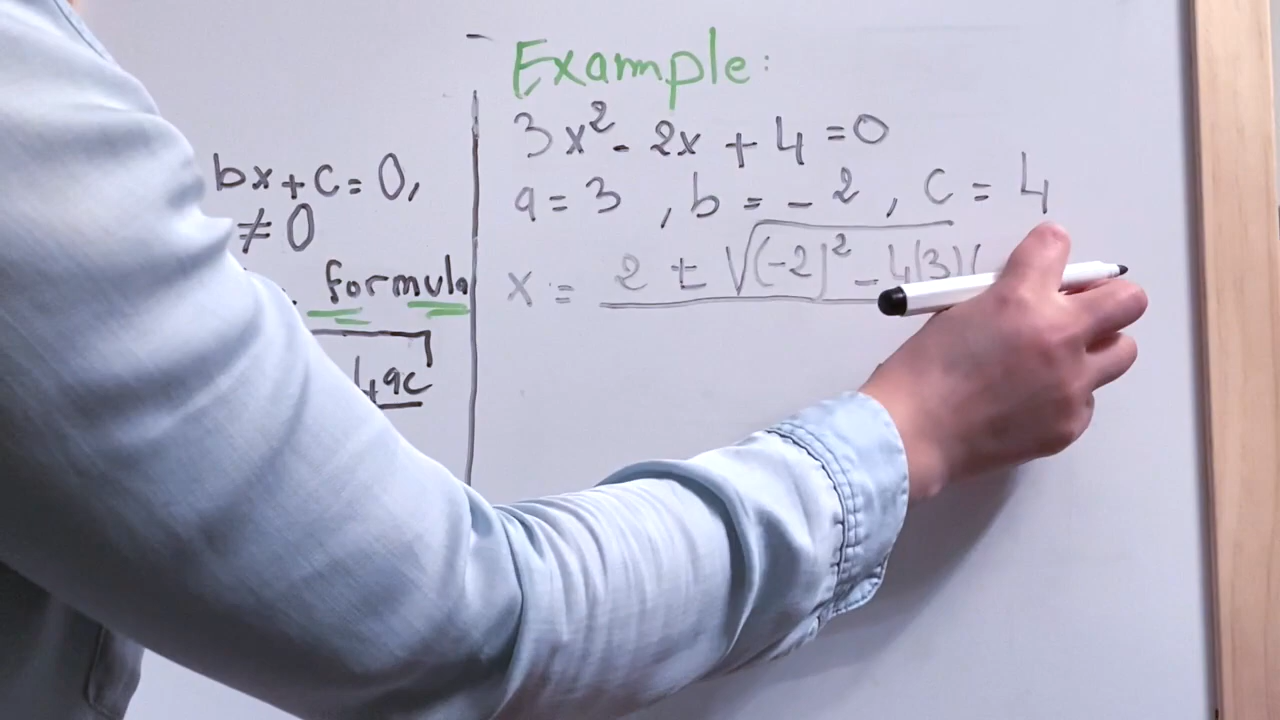 bx+c=0,
≠0
formula
4ac
Example:
3x²-2x+4=0
a=3, b=-2, c=4
x= 2±√(-2)²-4(3)(